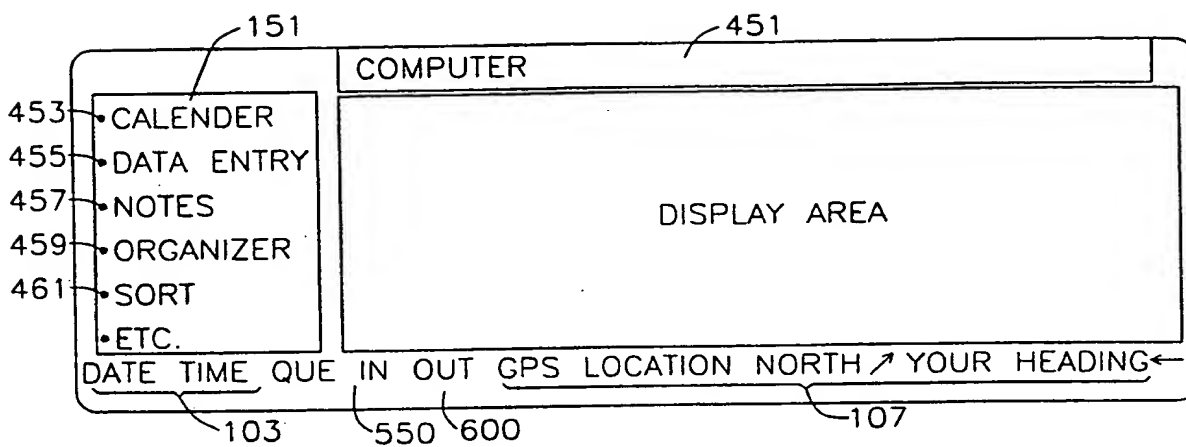 151
451
COMPUTER
453 • CALENDER
455 • DATA ENTRY
457 • NOTES
DISPLAY AREA
459 • ORGANIZER
461 • SORT
• ETC.
DATE TIME QUE IN OUT GPS LOCATION NORTH ↗ YOUR HEADING ←
103 550 600 107